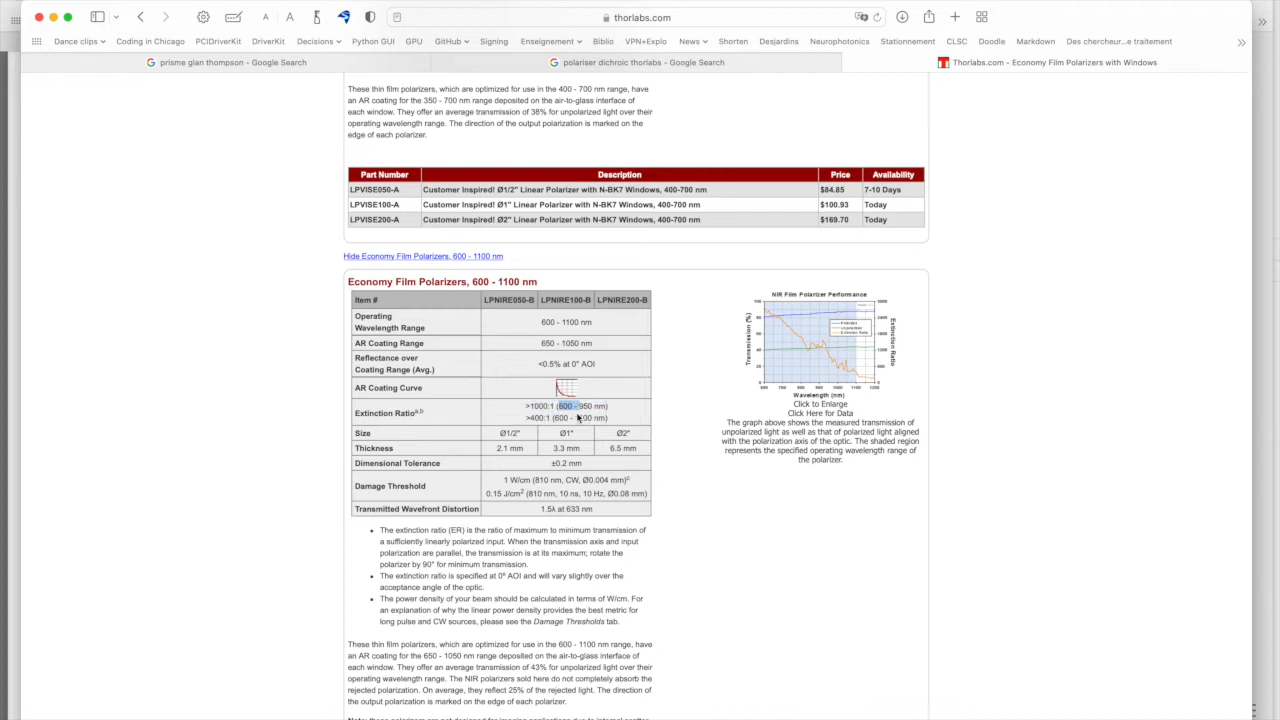 thorlabs.com
Dance clips
Coding in Chicago
PCIDriverKit
DriverKit
Decisions
Python GUI
GPU
GitHub
Signing
Enseignement
Biblio
VPN+Explo
News
Shorten
Desjardins
Neurophotonics
Stationnement
CLSC
Doodle
Markdown
Des chercheur...e traitement
prisme glan thompson - Google Search
polariser dichroic thorlabs - Google Search
Thorlabs.com - Economy Film Polarizers with Windows
These thin film polarizers, which are optimized for use in the 400 - 700 nm range, have
an AR coating for the 350 - 700 nm range deposited on the air-to-glass interface of
each window. They offer an average transmission of 38% for unpolarized light over their
operating wavelength range. The direction of the output polarization is marked on the
edge of each polarizer.
Part Number Description Price Availability
LPVISE050-A Customer Inspired! Ø1/2" Linear Polarizer with N-BK7 Windows, 400-700 nm $84.85 7-10 Days
LPVISE100-A Customer Inspired! Ø1" Linear Polarizer with N-BK7 Windows, 400-700 nm $100.93 Today
LPVISE200-A Customer Inspired! Ø2" Linear Polarizer with N-BK7 Windows, 400-700 nm $169.70 Today
Hide Economy Film Polarizers, 600 - 1100 nm
Economy Film Polarizers, 600 - 1100 nm
Item # LPNIRE050-B LPNIRE100-B LPNIRE200-B
Operating
Wavelength Range
600 - 1100 nm
AR Coating Range 650 - 1050 nm
Reflectance over
Coating Range (Avg.)
<0.5% at 0° AOI
AR Coating Curve
Extinction Ratio a,b
>1000:1 (600 - 950 nm)
>400:1 (600 - 1100 nm)
Size Ø1/2" Ø1" Ø2"
Thickness 2.1 mm 3.3 mm 6.5 mm
Dimensional Tolerance ±0.2 mm
Damage Threshold
1 W/cm (810 nm, CW, Ø0.004 mm)c
0.15 J/cm2 (810 nm, 10 ns, 10 Hz, Ø0.08 mm)
Transmitted Wavefront Distortion 1.5λ at 633 nm
NIR Film Polarizer Performance
Transmission (%)
Extinction Ratio
Wavelength (nm)
Click to Enlarge
Click Here for Data
The graph above shows the measured transmission of
unpolarized light as well as that of polarized light aligned
with the polarization axis of the optic. The shaded region
represents the specified operating wavelength range of
the polarizer.
The extinction ratio (ER) is the ratio of maximum to minimum transmission of
a sufficiently linearly polarized input. When the transmission axis and input
polarization are parallel, the transmission is at its maximum; rotate the
polarizer by 90° for minimum transmission.
The extinction ratio is specified at 0° AOI and will vary slightly over the
acceptance angle of the optic.
The power density of your beam should be calculated in terms of W/cm. For
an explanation of why the linear power density provides the best metric for
long pulse and CW sources, please see the Damage Thresholds tab.
These thin film polarizers, which are optimized for use in the 600 - 1100 nm range, have
an AR coating for the 650 - 1050 nm range deposited on the air-to-glass interface of
each window. They offer an average transmission of 43% for unpolarized light over their
operating wavelength range. The NIR polarizers sold here do not completely absorb the
rejected polarization. On average, they reflect 25% of the rejected light. The direction of
the output polarization is marked on the edge of each polarizer.